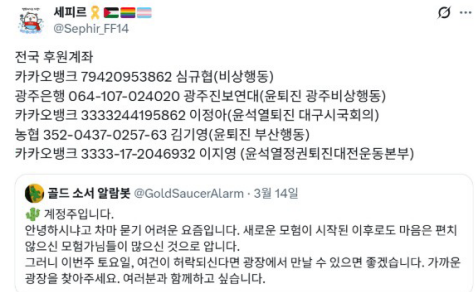 세피르
@Sephir_FF14
전국 후원계좌
카카오뱅크 79420953862 심규협(비상행동)
광주은행 064-107-024020 광주진보연대(윤퇴진 광주비상행동)
카카오뱅크 3333244195862 이정아(윤석열퇴진 대구시국회의)
농협 352-0437-0257-63 김기영(윤퇴진 부산행동)
카카오뱅크 3333-17-2046932 이지영 (윤석열정권퇴진대전운동본부)
골드 소서 알람봇 @GoldSaucerAlarm · 3월 14일
계정주입니다.
안녕하시냐고 차마 묻기 어려운 요즘입니다. 새로운 모험이 시작된 이후로도 마음은 편치
않으신 모험가님들이 많으신 것으로 압니다.
그러니 이번주 토요일, 여건이 허락되신다면 광장에서 만날 수 있으면 좋겠습니다. 가까운
광장을 찾아주세요. 여러분과 함께하고 싶습니다.